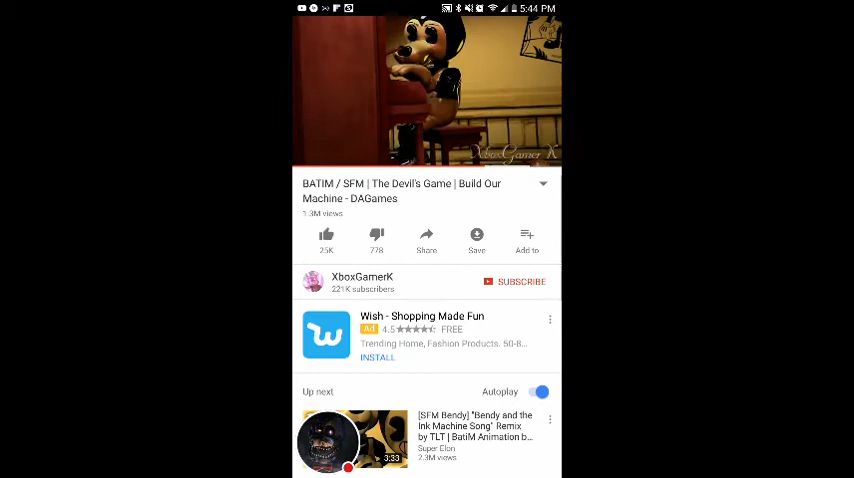 5:44 PM
XboxGamer K
BATIM / SFM | The Devil's Game | Build Our
Machine - DAGames
1.3M views
25K
778
Share
Save
Add to
XboxGamerK
221K subscribers
SUBSCRIBE
Wish - Shopping Made Fun
Ad 4.5 FREE
Trending Home, Fashion Products. 50-8...
INSTALL
Up next
Autoplay
[SFM Bendy] "Bendy and the
Ink Machine Song" Remix
by TLT | BatiM Animation b...
Super Elon
2.3M views
3:33